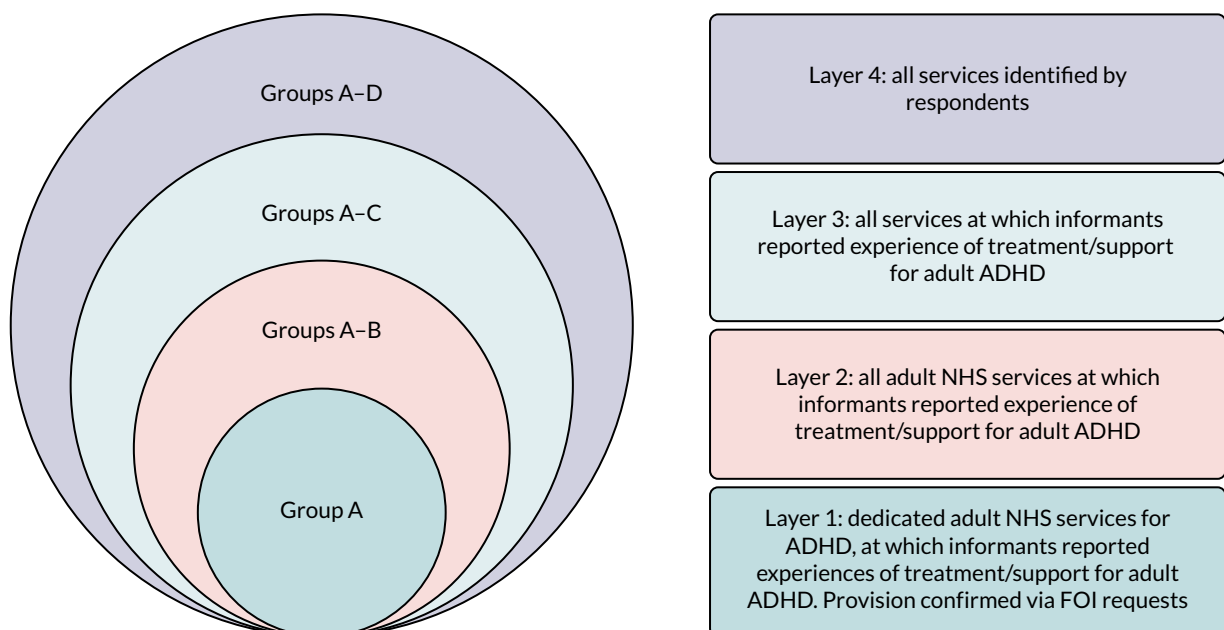 Groups A–D
Groups A–C
Groups A–B
Group A
Layer 4: all services identified by
respondents
Layer 3: all services at which informants
reported experience of treatment/support
for adult ADHD
Layer 2: all adult NHS services at which
informants reported experience of
treatment/support for adult ADHD
Layer 1: dedicated adult NHS services for
ADHD, at which informants reported
experiences of treatment/support for adult
ADHD. Provision confirmed via FOI requests